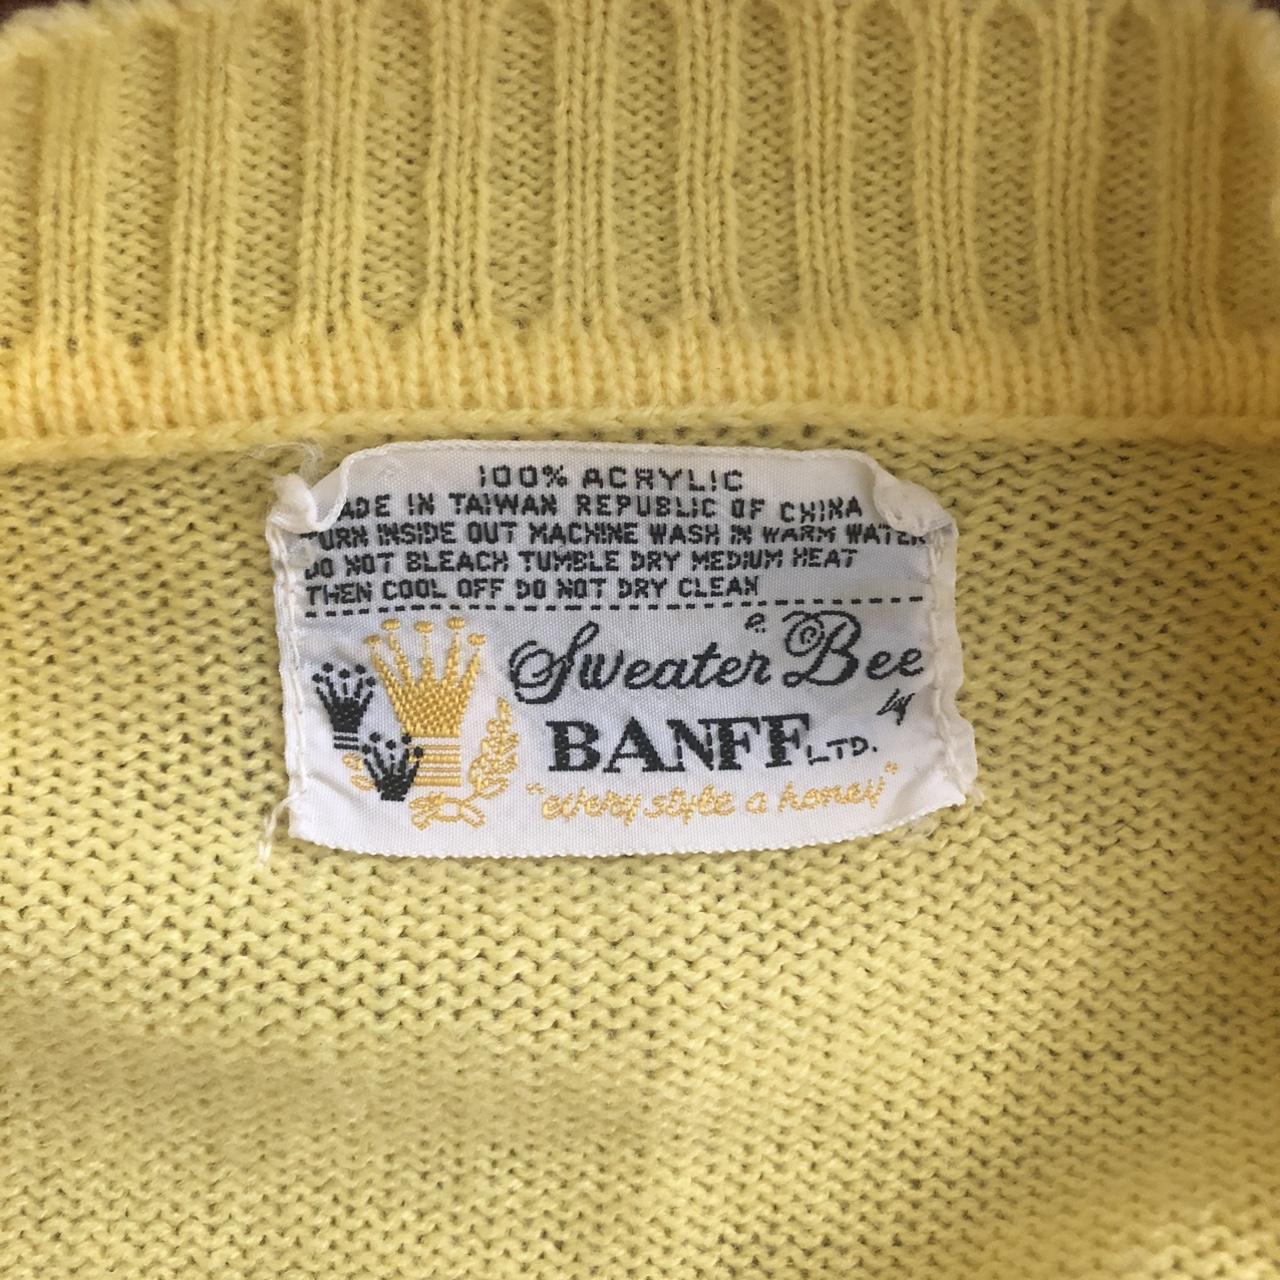 100% ACRYLIC
MADE IN TAIWAN REPUBLIC OF CHINA
TURN INSIDE OUT MACHINE WASH IN WARM WATER
DO NOT BLEACH TUMBLE DRY MEDIUM HEAT
THEN COOL OFF DO NOT DRY CLEAN
Sweater Bee
by
BANFF LTD.
"every style a honey"